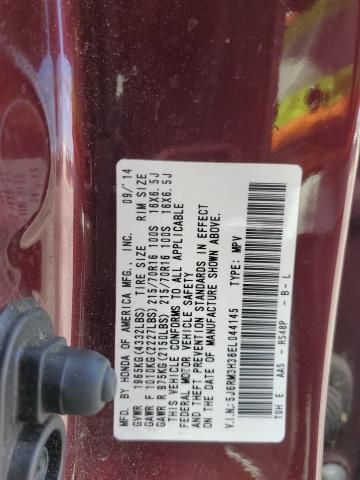 MFD. BY HONDA OF AMERICA MFG., INC. 09/'14
GVWR 1965KG(4332LBS) TIRE SIZE RIM SIZE
GAWR F 1010KG(2227LBS) 215/70R16 100S 16X6.5J
GAWR R 975KG(2150LBS) 215/70R16 100S 16X6.5J
THIS VEHICLE CONFORMS TO ALL APPLICABLE
FEDERAL MOTOR VEHICLE SAFETY
AND THEFT PREVENTION STANDARDS IN EFFECT
ON THE DATE OF MANUFACTURE SHOWN ABOVE.
V.I.N.:5J6RM3H38EL044145 TYPE: MPV
T0H E AA5 - R548P - B - L